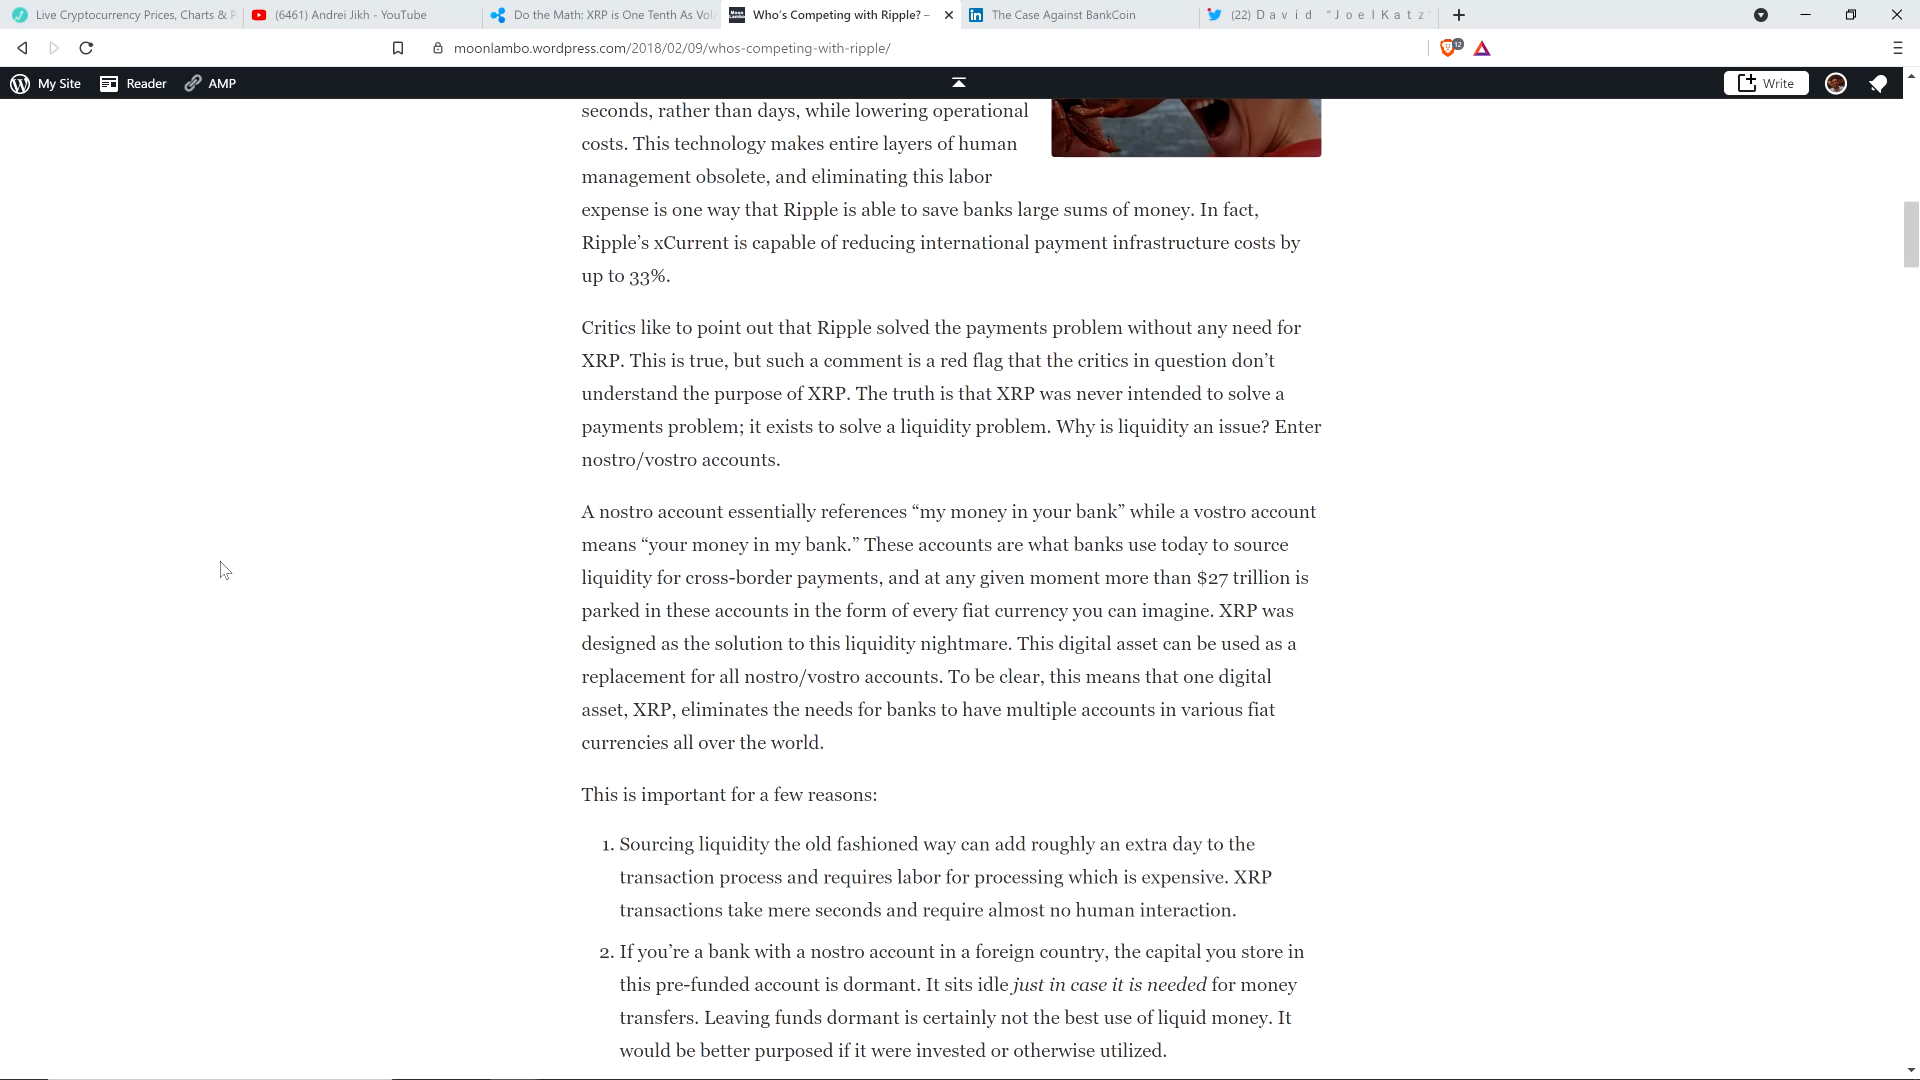 Live Cryptocurrency Prices, Charts & P
(6461) Andrei Jikh - YouTube
Do the Math: XRP is One Tenth As Vola
Who's Competing with Ripple? –
The Case Against BankCoin
(22) D a v i d "J o e l K a t z"
moonlambo.wordpress.com/2018/02/09/whos-competing-with-ripple/
12
My Site
Reader
AMP
Write
seconds, rather than days, while lowering operational
costs. This technology makes entire layers of human
management obsolete, and eliminating this labor
expense is one way that Ripple is able to save banks large sums of money. In fact,
Ripple’s xCurrent is capable of reducing international payment infrastructure costs by
up to 33%.
Critics like to point out that Ripple solved the payments problem without any need for
XRP. This is true, but such a comment is a red flag that the critics in question don’t
understand the purpose of XRP. The truth is that XRP was never intended to solve a
payments problem; it exists to solve a liquidity problem. Why is liquidity an issue? Enter
nostro/vostro accounts.
A nostro account essentially references “my money in your bank” while a vostro account
means “your money in my bank.” These accounts are what banks use today to source
liquidity for cross-border payments, and at any given moment more than $27 trillion is
parked in these accounts in the form of every fiat currency you can imagine. XRP was
designed as the solution to this liquidity nightmare. This digital asset can be used as a
replacement for all nostro/vostro accounts. To be clear, this means that one digital
asset, XRP, eliminates the needs for banks to have multiple accounts in various fiat
currencies all over the world.
This is important for a few reasons:
1. Sourcing liquidity the old fashioned way can add roughly an extra day to the
transaction process and requires labor for processing which is expensive. XRP
transactions take mere seconds and require almost no human interaction.
2. If you’re a bank with a nostro account in a foreign country, the capital you store in
this pre-funded account is dormant. It sits idle just in case it is needed for money
transfers. Leaving funds dormant is certainly not the best use of liquid money. It
would be better purposed if it were invested or otherwise utilized.